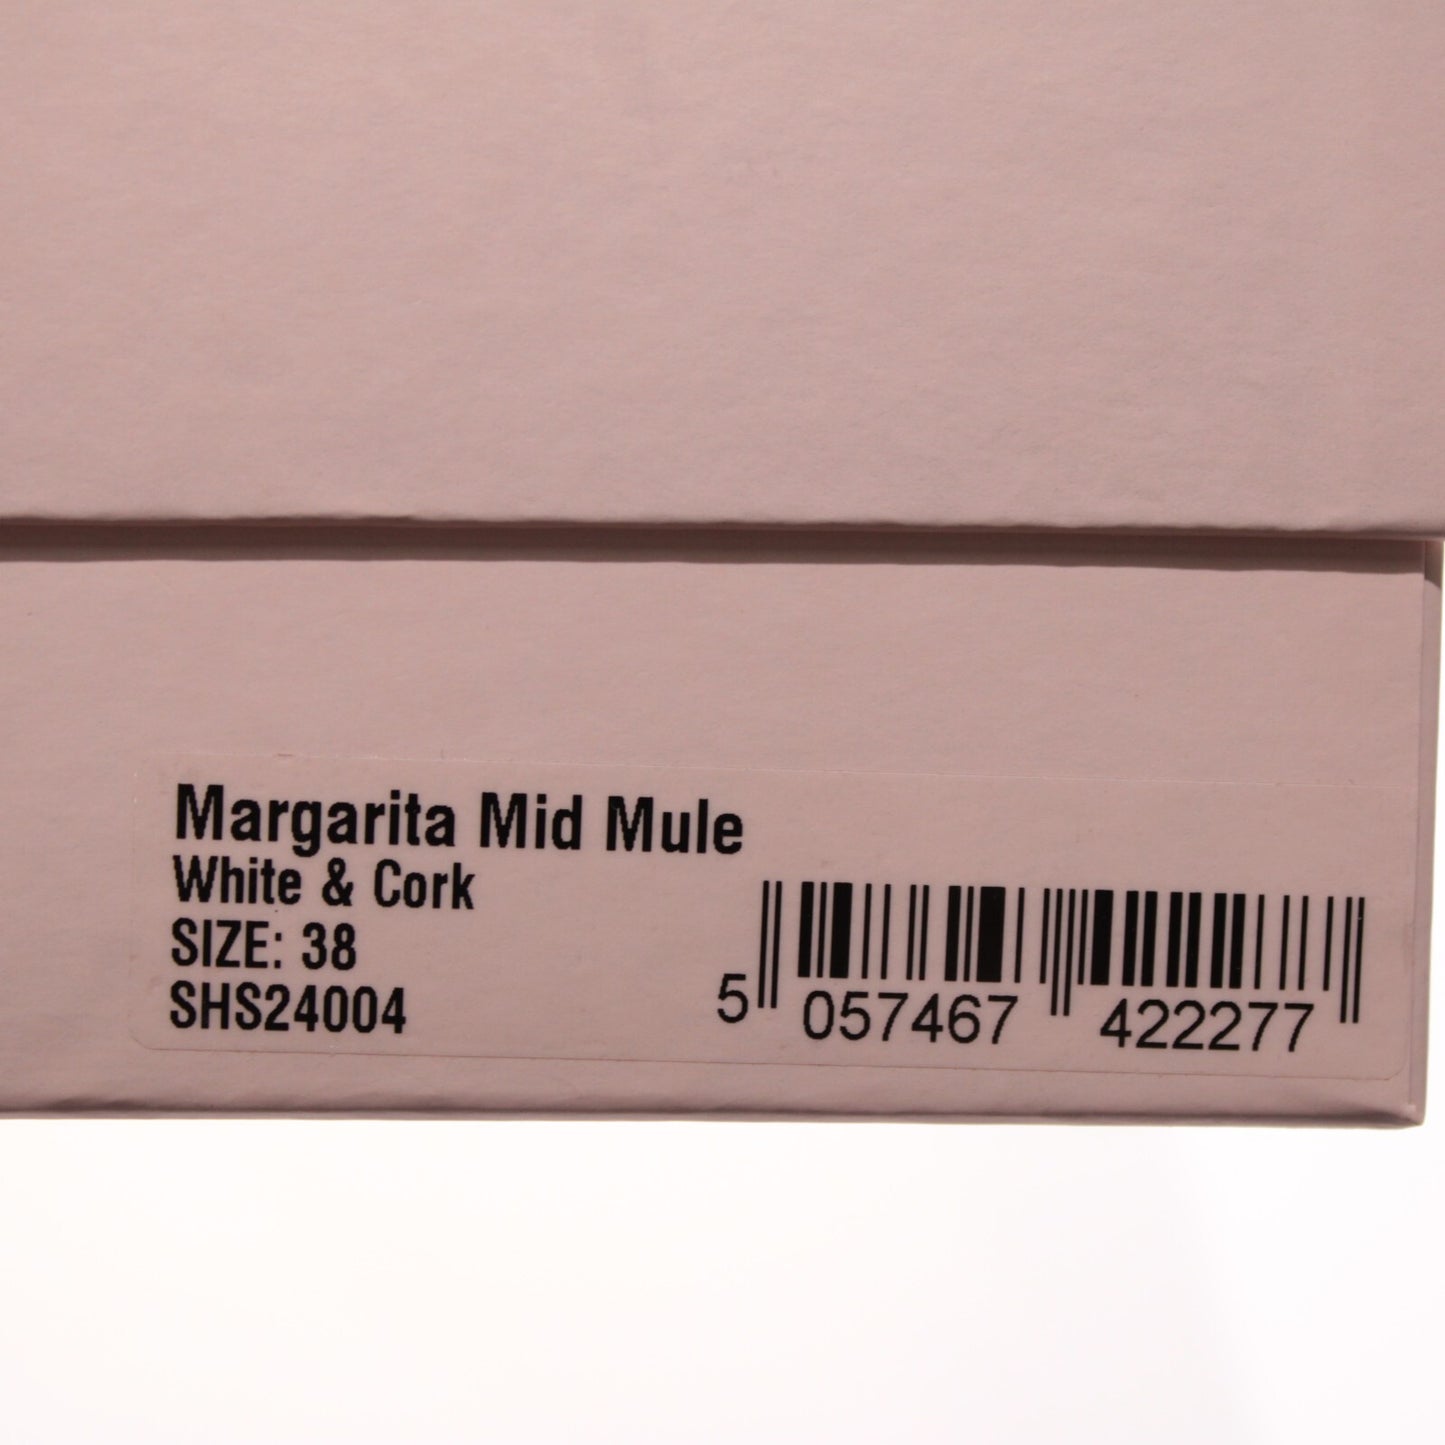 Margarita Mid Mule
White & Cork
SIZE: 38
SHS24004
5 057467 422277